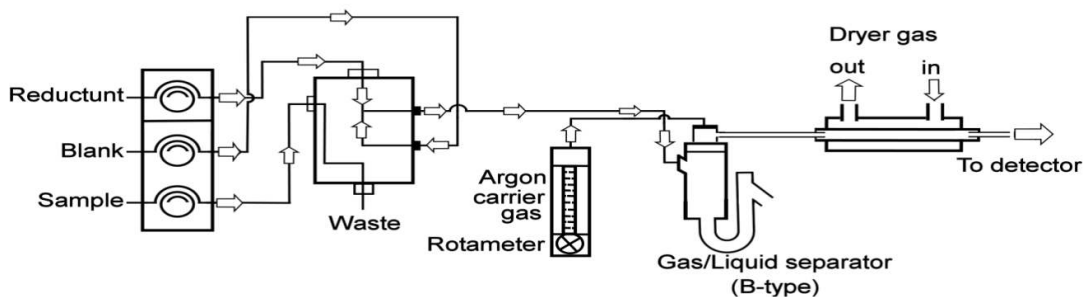 Reductunt
Blank
Sample
Waste
Argon
carrier
gas
Rotameter
Gas/Liquid separator
(B-type)
Dryer gas
out in
To detector